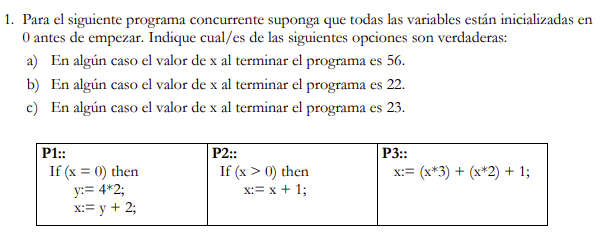 1. Para el siguiente programa concurrente suponga que todas las variables están inicializadas en
0 antes de empezar. Indique cual/es de las siguientes opciones son verdaderas:
a) En algún caso el valor de x al terminar el programa es 56.
b) En algún caso el valor de x al terminar el programa es 22.
c) En algún caso el valor de x al terminar el programa es 23.
P1::
If (x = 0) then
y:= 4*2;
x:= y + 2;
P2::
If (x > 0) then
x:= x + 1;
P3::
x:= (x*3) + (x*2) + 1;